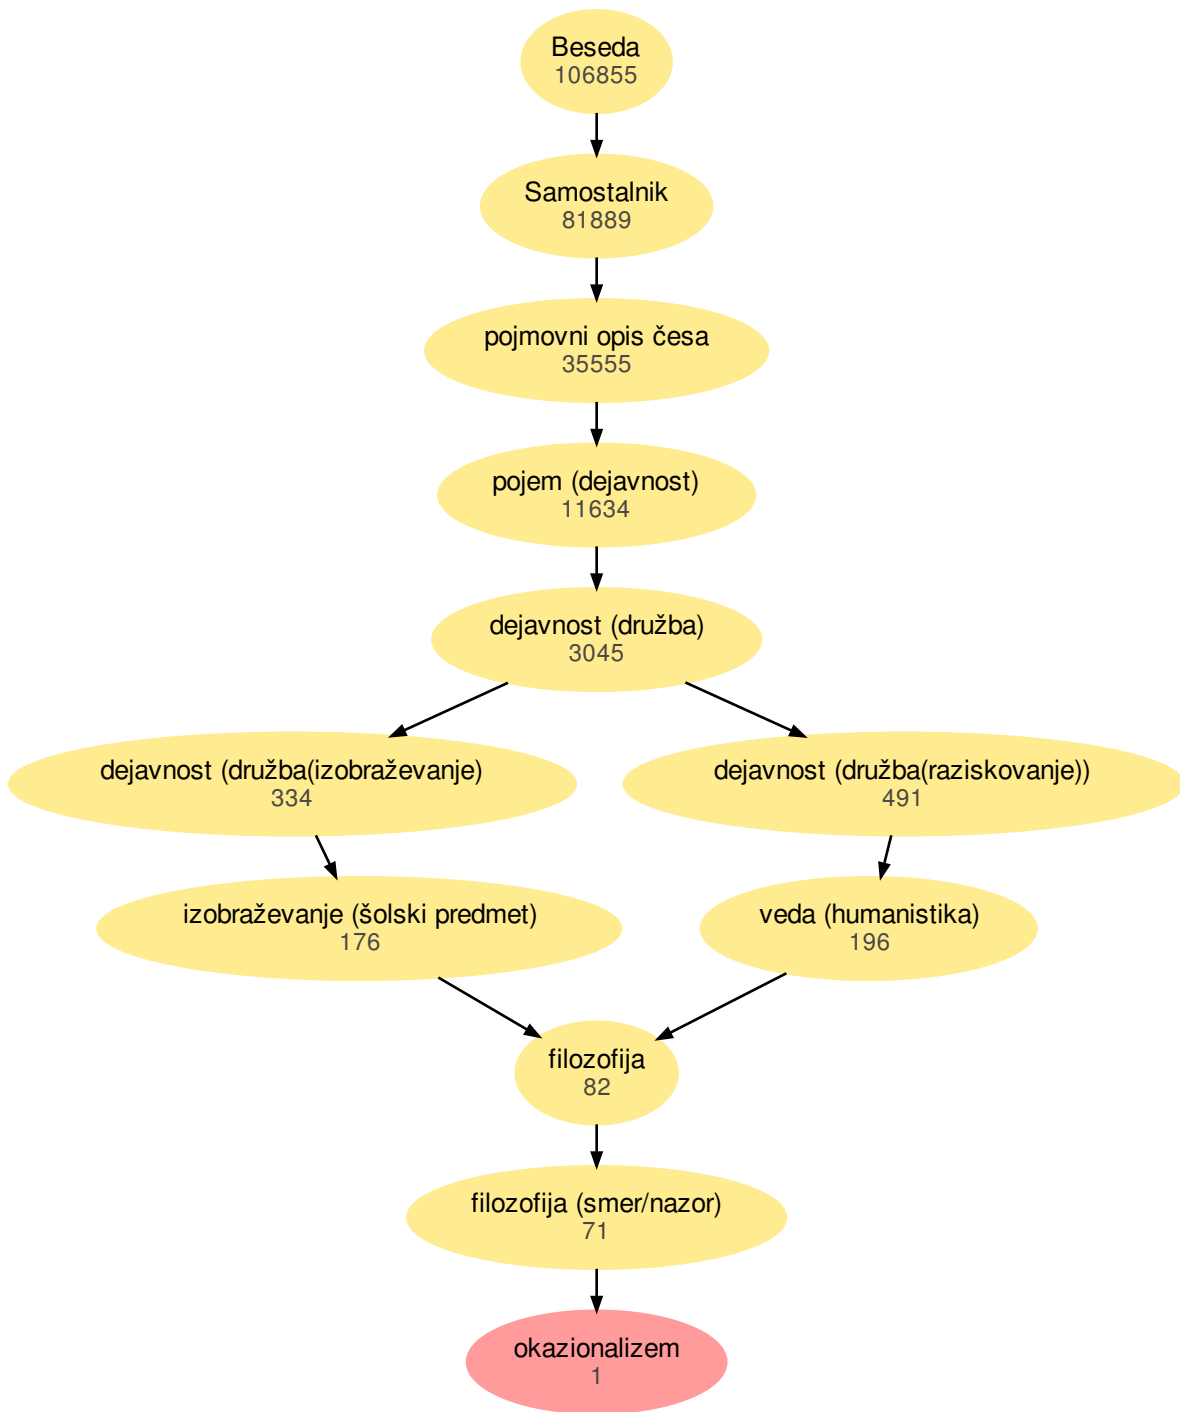 Beseda
106855
Samostalnik
81889
pojmovni opis česa
35555
pojem (dejavnost)
11634
dejavnost (družba)
3045
dejavnost (družba(izobraževanje)
334
dejavnost (družba(raziskovanje))
491
izobraževanje (šolski predmet)
176
veda (humanistika)
196
filozofija
82
filozofija (smer/nazor)
71
okazionalizem
1